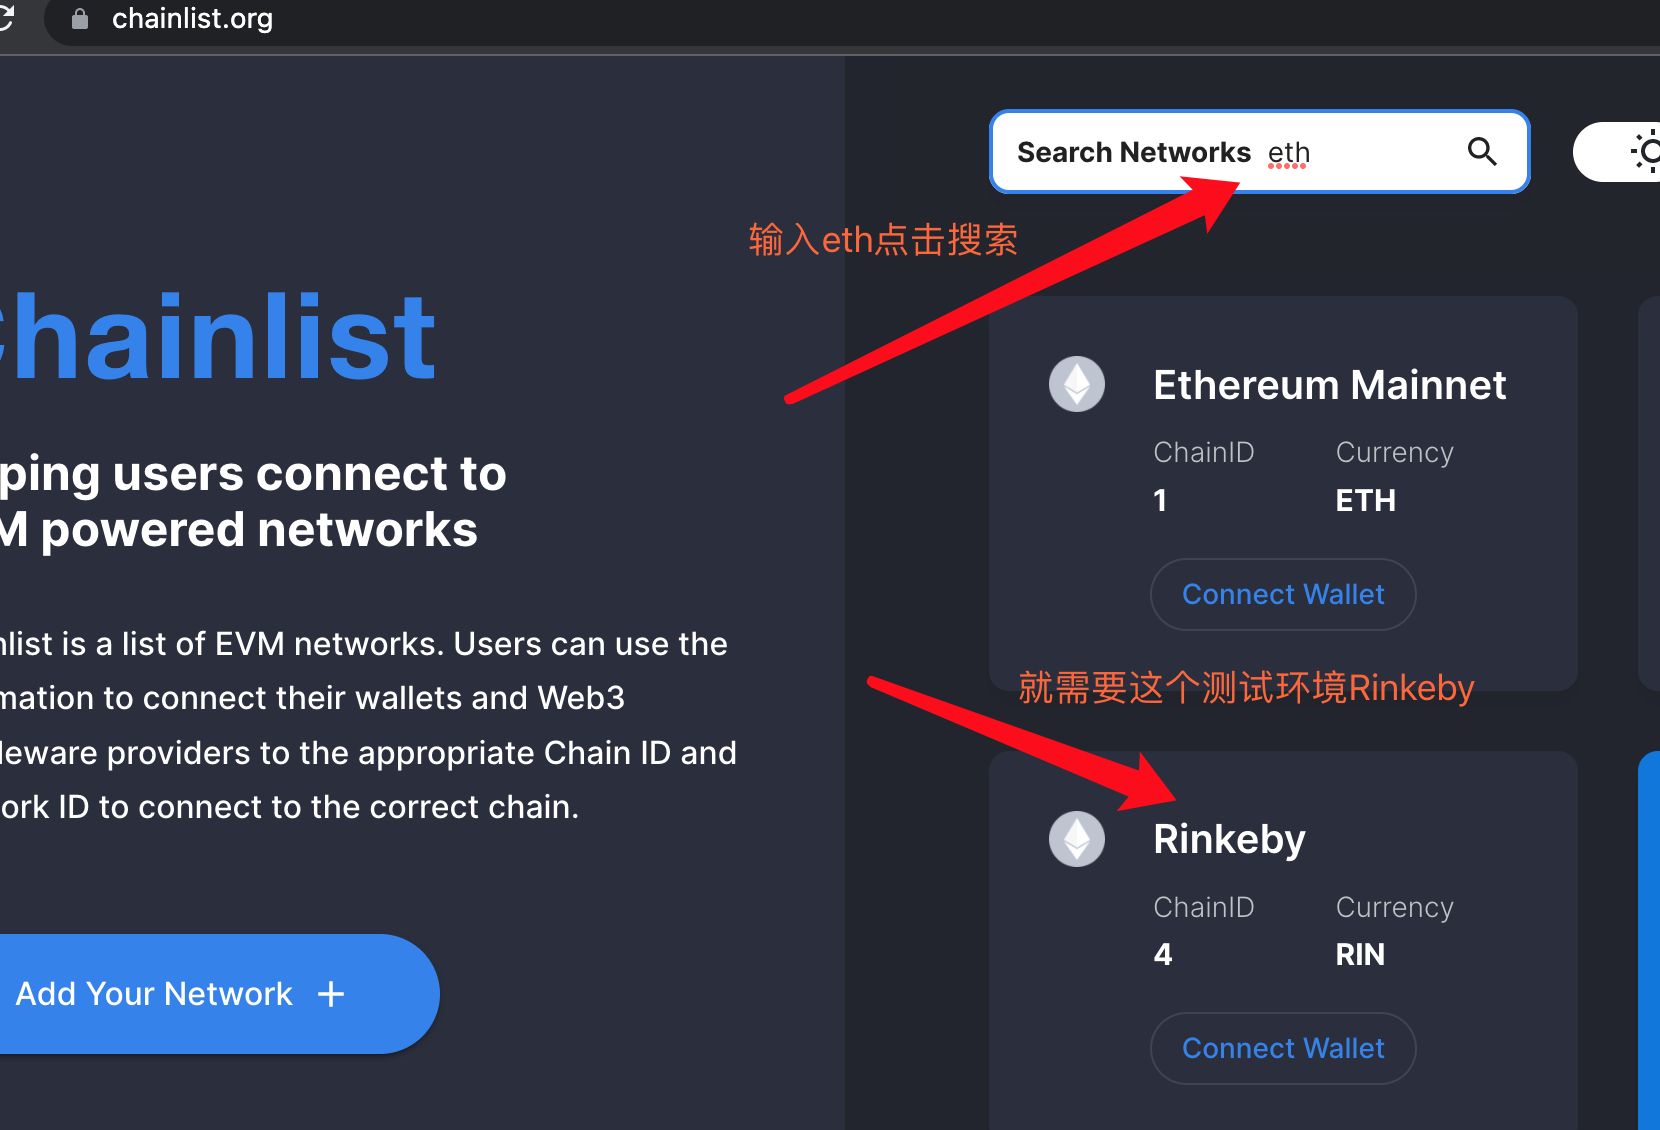 chainlist.org
Search Networks eth
输入eth点击搜索
Chainlist
ping users connect to
M powered networks
nlist is a list of EVM networks. Users can use the
mation to connect their wallets and Web3
leware providers to the appropriate Chain ID and
ork ID to connect to the correct chain.
Add Your Network +
Ethereum Mainnet
ChainID Currency
1 ETH
Connect Wallet
就需要这个测试环境Rinkeby
Rinkeby
ChainID Currency
4 RIN
Connect Wallet